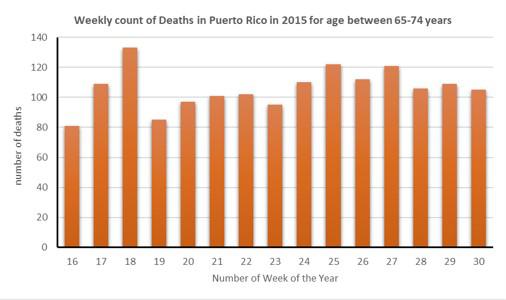 Weekly count of Deaths in Puerto Rico in 2015 for age between 65-74 years
140
120
100
80
60
40
20
0
number of deaths
16 17 18 19 20 21 22 23 24 25 26 27 28 29 30
Number of Week of the Year